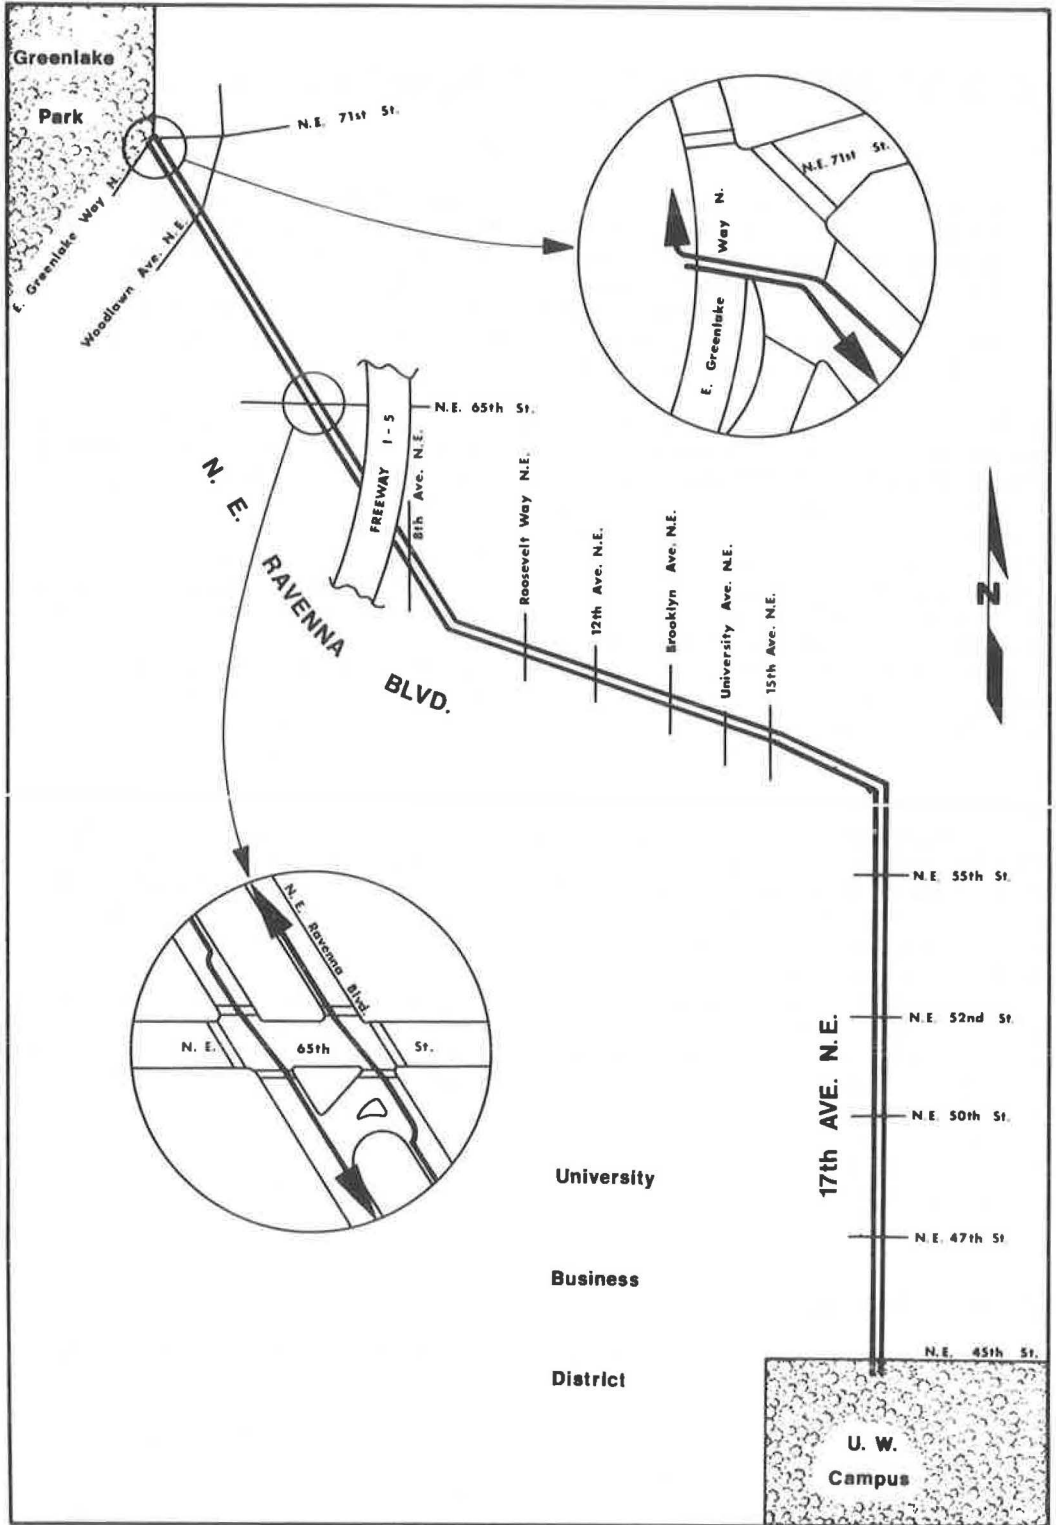 Greenlake
Park
N.E. 71st St.
E. Greenlake Way N.
Woodlawn Ave. N.E.
N.E. 71st St.
E. Greenlake Way N.
N.E. 65th St.
FREEWAY I-5
8th Ave. N.E.
N. E. RAVENNA BLVD.
Roosevelt Way N.E.
12th Ave. N.E.
Brooklyn Ave. N.E.
University Ave. N.E.
15th Ave. N.E.
N
N.E. 55th St.
N.E. Ravenna Blvd.
N. E. 65th St.
N.E. 52nd St.
17th AVE. N.E.
N.E. 50th St.
University
N.E. 47th St.
Business
N.E. 45th St.
District
U. W.
Campus